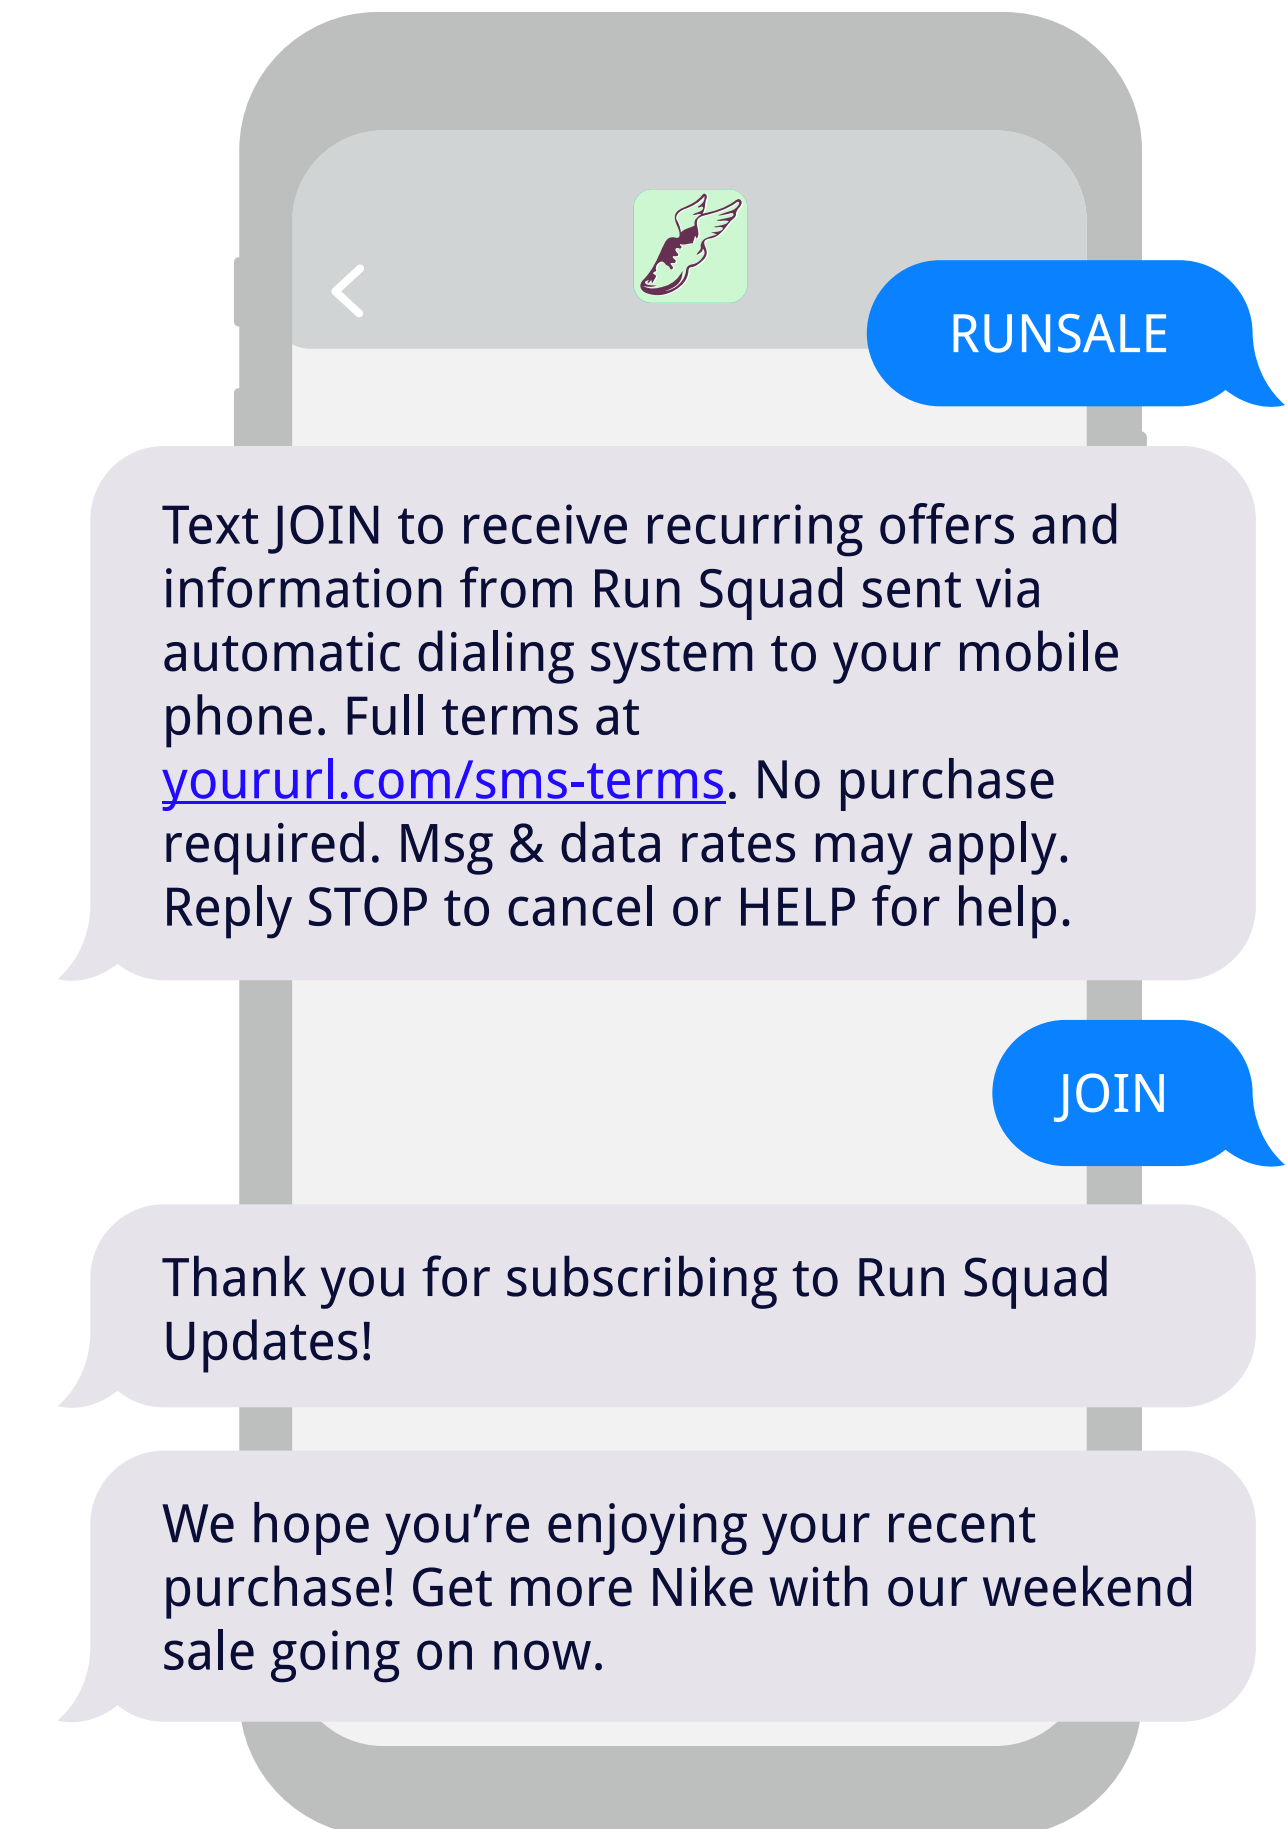 RUNSALE
Text JOIN to receive recurring offers and
information from Run Squad sent via
automatic dialing system to your mobile
phone. Full terms at
yoururl.com/sms-terms. No purchase
required. Msg & data rates may apply.
Reply STOP to cancel or HELP for help.
JOIN
Thank you for subscribing to Run Squad
Updates!
We hope you’re enjoying your recent
purchase! Get more Nike with our weekend
sale going on now.